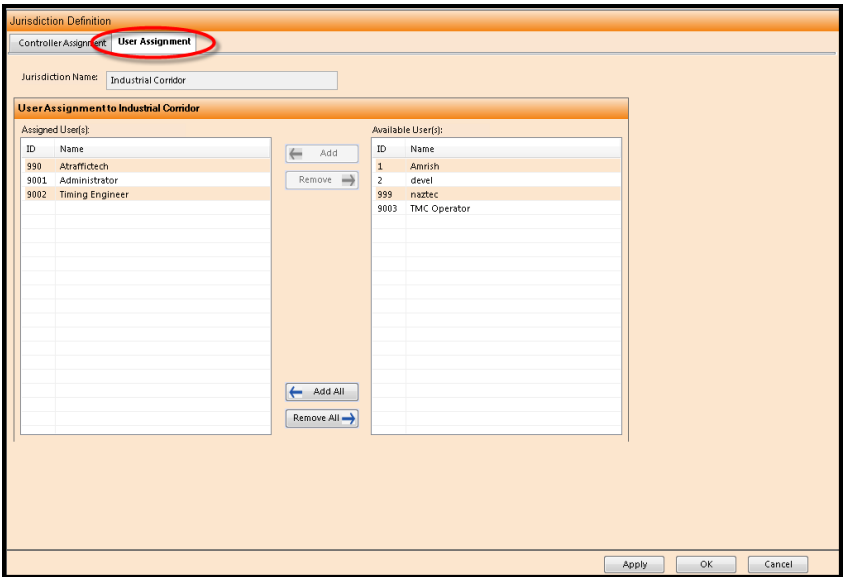 Jurisdiction Definition
Controller Assignment User Assignment
Jurisdiction Name: Industrial Corridor
User Assignment to Industrial Corridor
Assigned User(s): Available User(s):
ID Name Add ID Name
990 Atraffictech 1 Amrish
9001 Administrator Remove 2 devel
9002 Timing Engineer 999 naztec
9003 TMC Operator
Add All
Remove All
Apply OK Cancel